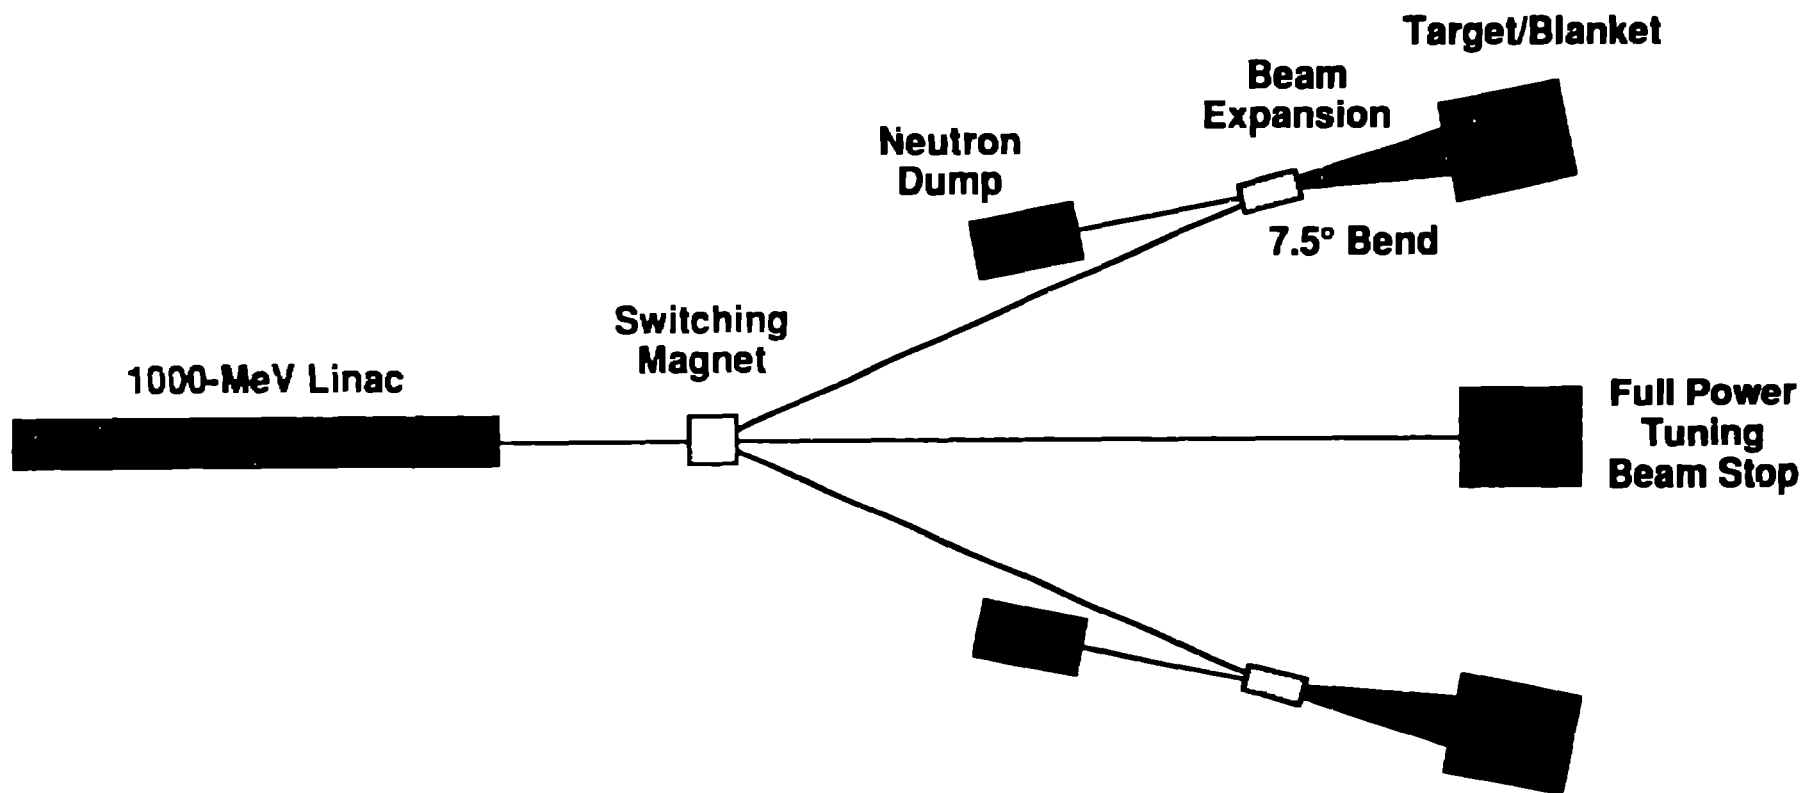 Target/Blanket
Beam
Expansion
Neutron
Dump
7.5° Bend
Switching
Magnet
1000-MeV Linac
Full Power
Tuning
Beam Stop